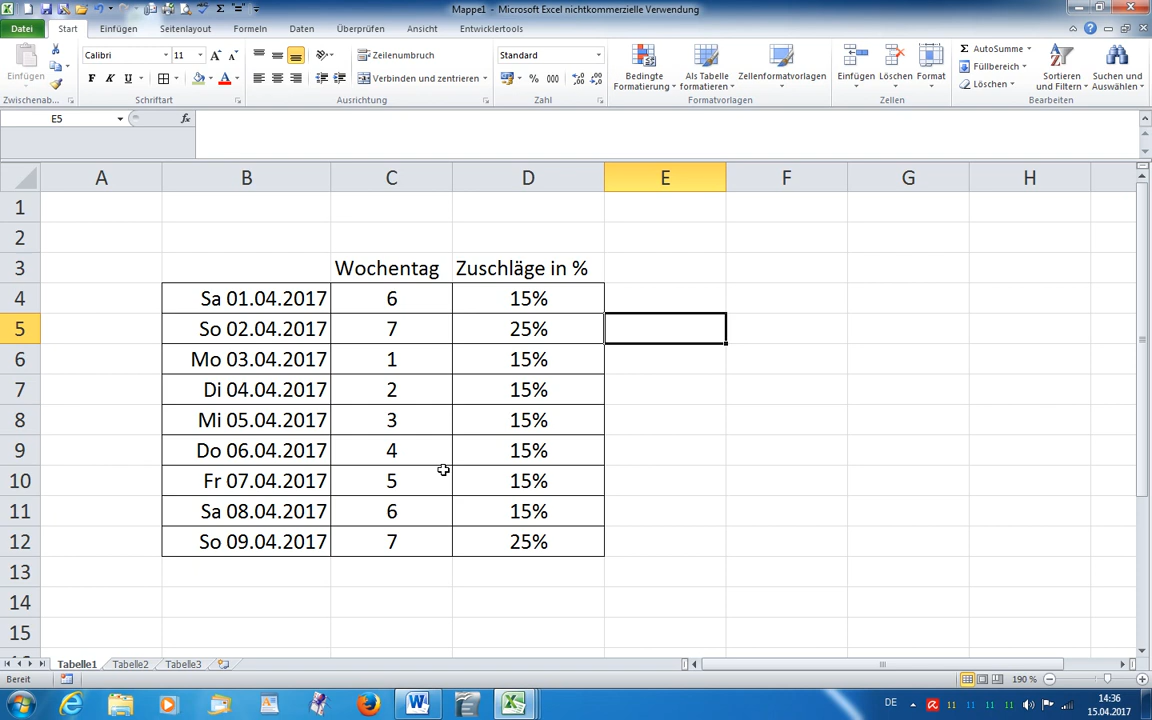 Mappe1 - Microsoft Excel nichtkommerzielle Verwendung
Datei Start Einfügen Seitenlayout Formeln Daten Überprüfen Ansicht Entwicklertools
Einfügen
Zwischenab...
Calibri 11
F K U
Schriftart
Zeilenumbruch
Verbinden und zentrieren
Ausrichtung
Standard
% 000
Zahl
Bedingte Formatierung
Als Tabelle formatieren
Zellenformatvorlagen
Formatvorlagen
Einfügen Löschen Format
Zellen
Σ AutoSumme
Füllbereich
Löschen
Sortieren und Filtern
Suchen und Auswählen
Bearbeiten
E5 fx
A B C D E F G H
1
2
3 Wochentag Zuschläge in %
4 Sa 01.04.2017 6 15%
5 So 02.04.2017 7 25%
6 Mo 03.04.2017 1 15%
7 Di 04.04.2017 2 15%
8 Mi 05.04.2017 3 15%
9 Do 06.04.2017 4 15%
10 Fr 07.04.2017 5 15%
11 Sa 08.04.2017 6 15%
12 So 09.04.2017 7 25%
13
14
15
Tabelle1 Tabelle2 Tabelle3
Bereit 190 %
DE 11 11 11 11 14:36
15.04.2017